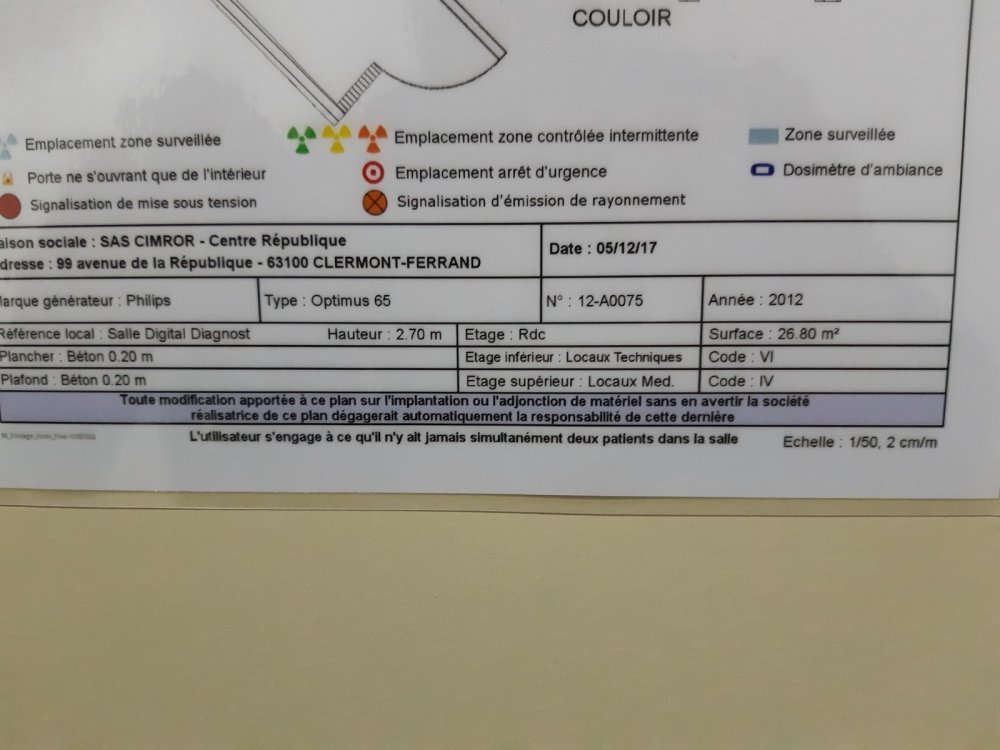 COULOIR
Emplacement zone surveillée
Emplacement zone contrôlée intermittente
Zone surveillée
Porte ne s'ouvrant que de l'intérieur
Emplacement arrêt d'urgence
Dosimètre d'ambiance
Signalisation de mise sous tension
Signalisation d'émission de rayonnement
aison sociale : SAS CIMROR - Centre République
Date : 05/12/17
dresse : 99 avenue de la République - 63100 CLERMONT-FERRAND
arque générateur : Philips
Type : Optimus 65
N° : 12-A0075
Année : 2012
Référence local : Salle Digital Diagnost
Hauteur : 2.70 m
Etage : Rdc
Surface : 26.80 m²
Plancher : Béton 0.20 m
Etage inférieur : Locaux Techniques
Code : VI
Plafond : Béton 0.20 m
Etage supérieur : Locaux Med.
Code : IV
Toute modification apportée à ce plan sur l'implantation ou l'adjonction de matériel sans en avertir la société
réalisatrice de ce plan dégagerait automatiquement la responsabilité de cette dernière
L'utilisateur s'engage à ce qu'il n'y ait jamais simultanément deux patients dans la salle
Echelle : 1/50, 2 cm/m